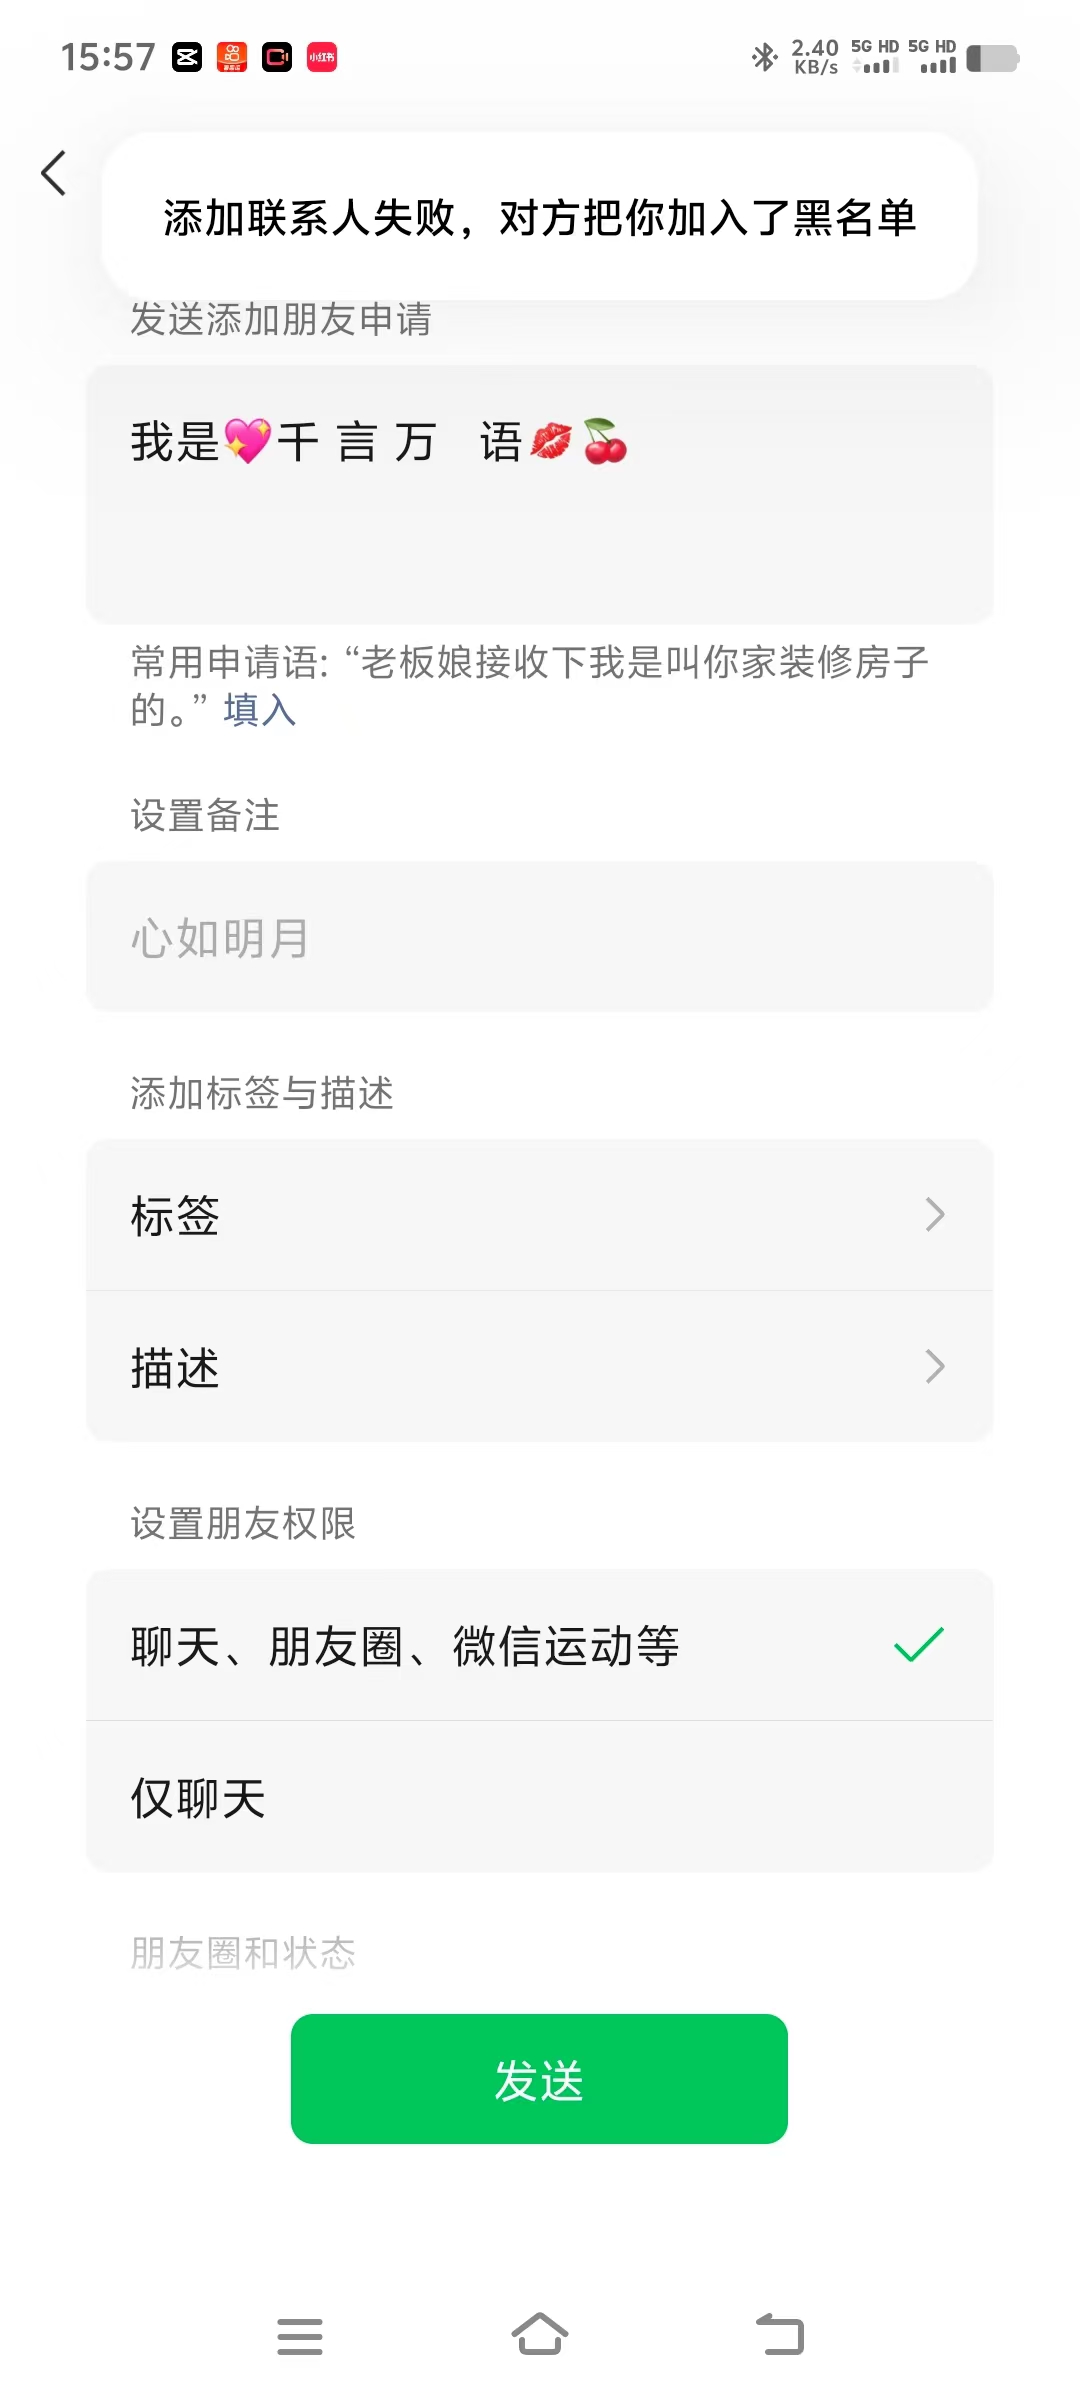 15:57
小红书
2.40 KB/s
5G HD 5G HD
添加联系人失败，对方把你加入了黑名单
发送添加朋友申请
我是💖千 言 万 语💋🍒
常用申请语: “老板娘接收下我是叫你家装修房子
的。” 填入
设置备注
心如明月
添加标签与描述
标签
描述
设置朋友权限
聊天、朋友圈、微信运动等
仅聊天
朋友圈和状态
发送